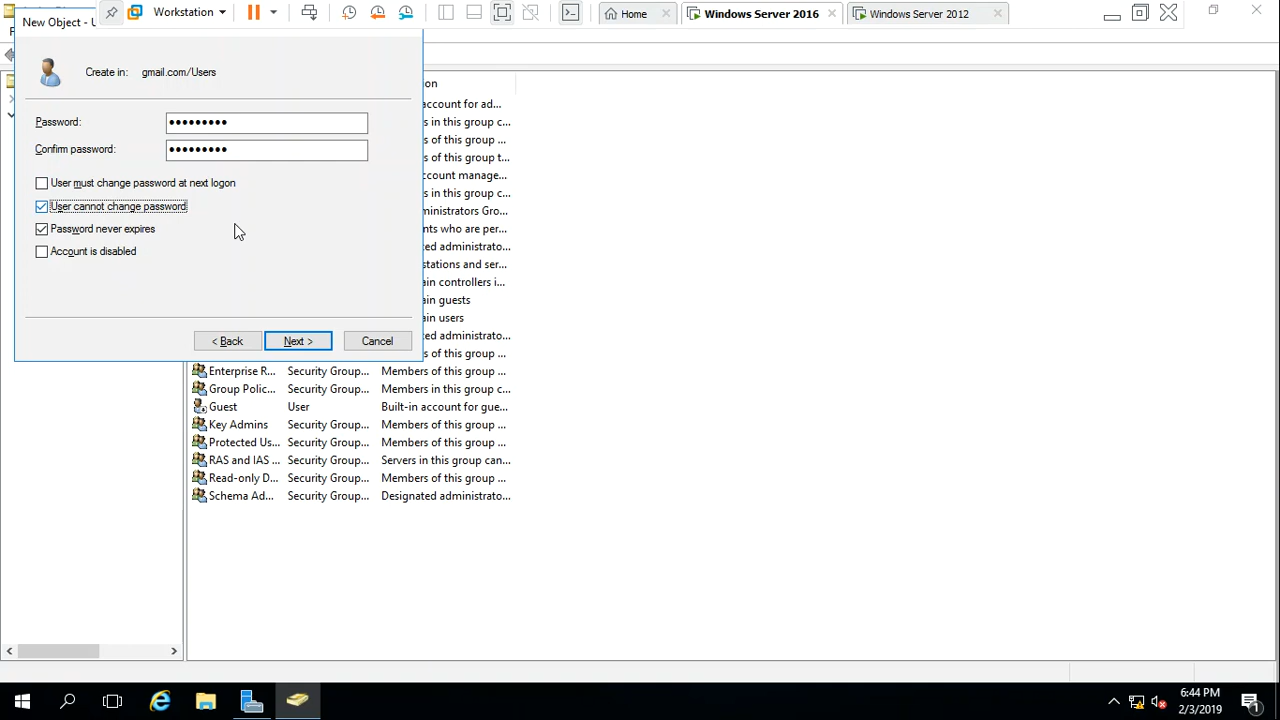 New Object - U
Workstation
Home
Windows Server 2016
Windows Server 2012
Create in: gmail.com/Users
Password: •••••••••
Confirm password: •••••••••
User must change password at next logon
User cannot change password
Password never expires
Account is disabled
< Back
Next >
Cancel
on
account for ad...
s in this group c...
s of this group ...
s of this group t...
ccount manage...
s in this group c...
dministrators Gro...
nts who are per...
ed administrato...
stations and ser...
ain controllers i...
ain guests
ain users
ed administrato...
s of this group ...
Enterprise R... Security Group... Members of this group ...
Group Polic... Security Group... Members in this group c...
Guest User Built-in account for gue...
Key Admins Security Group... Members of this group ...
Protected Us... Security Group... Members of this group ...
RAS and IAS ... Security Group... Servers in this group can...
Read-only D... Security Group... Members of this group ...
Schema Ad... Security Group... Designated administrato...
6:44 PM
2/3/2019
1